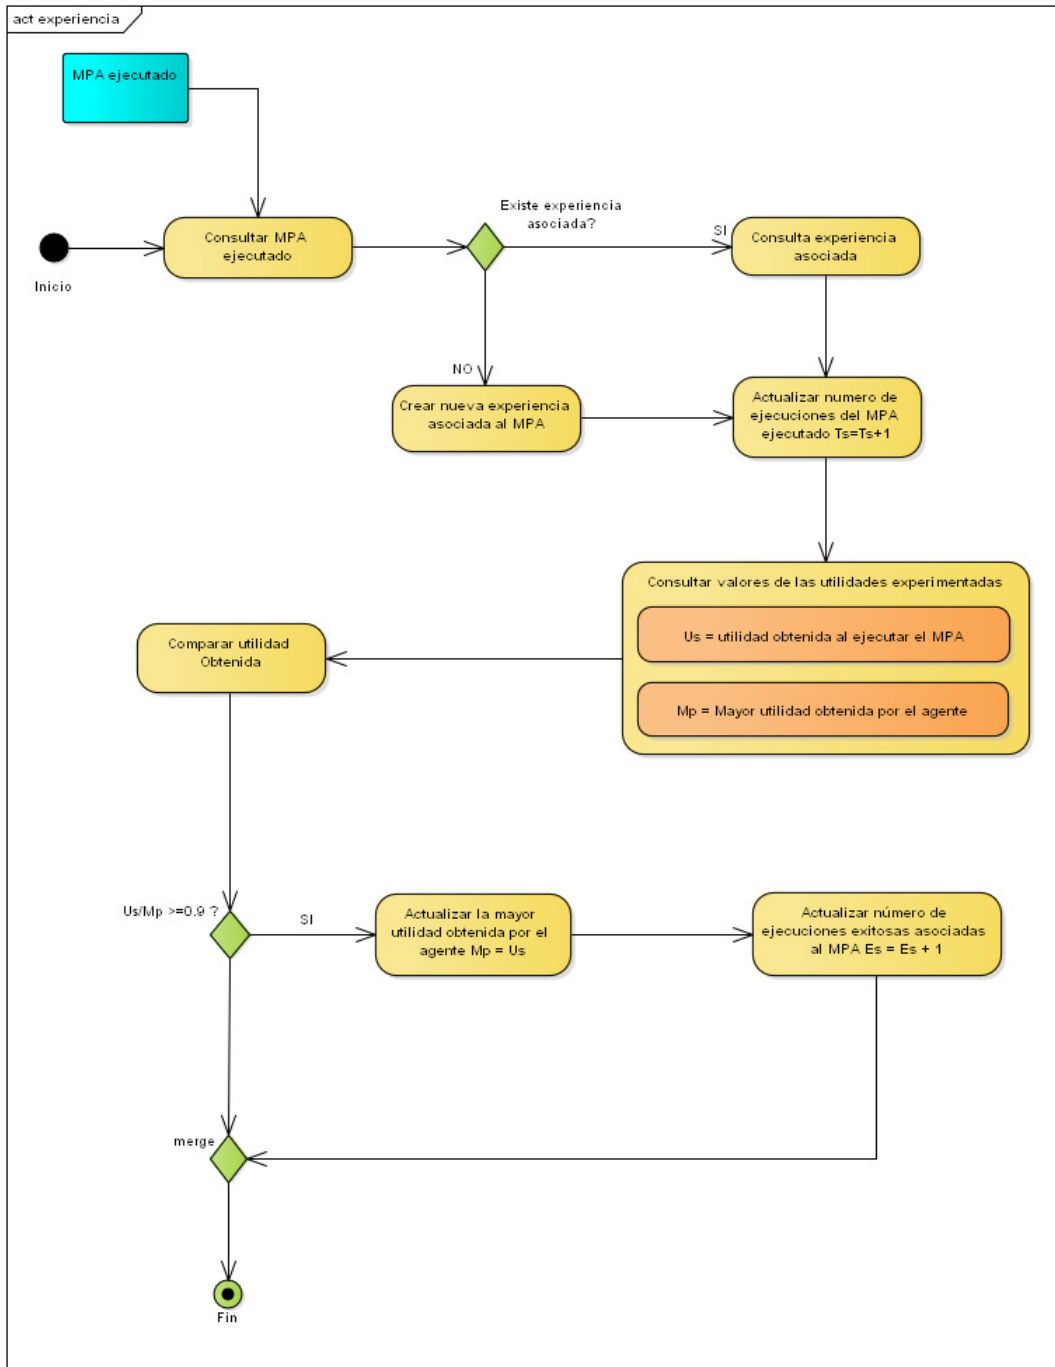 act experiencia
MPA ejecutado
Existe experiencia
asociada?
Consultar MPA
ejecutado
SI
Consulta experiencia
asociada
Inicio
NO
Crear nueva experiencia
asociada al MPA
Actualizar numero de
ejecuciones del MPA
ejecutado Ts=Ts+1
Consultar valores de las utilidades experimentadas
Us = utilidad obtenida al ejecutar el MPA
Mp = Mayor utilidad obtenida por el agente
Comparar utilidad
Obtenida
Us/Mp >=0.9 ?
SI
Actualizar la mayor
utilidad obtenida por el
agente Mp = Us
Actualizar número de
ejecuciones exitosas asociadas
al MPA Es = Es + 1
merge
Fin